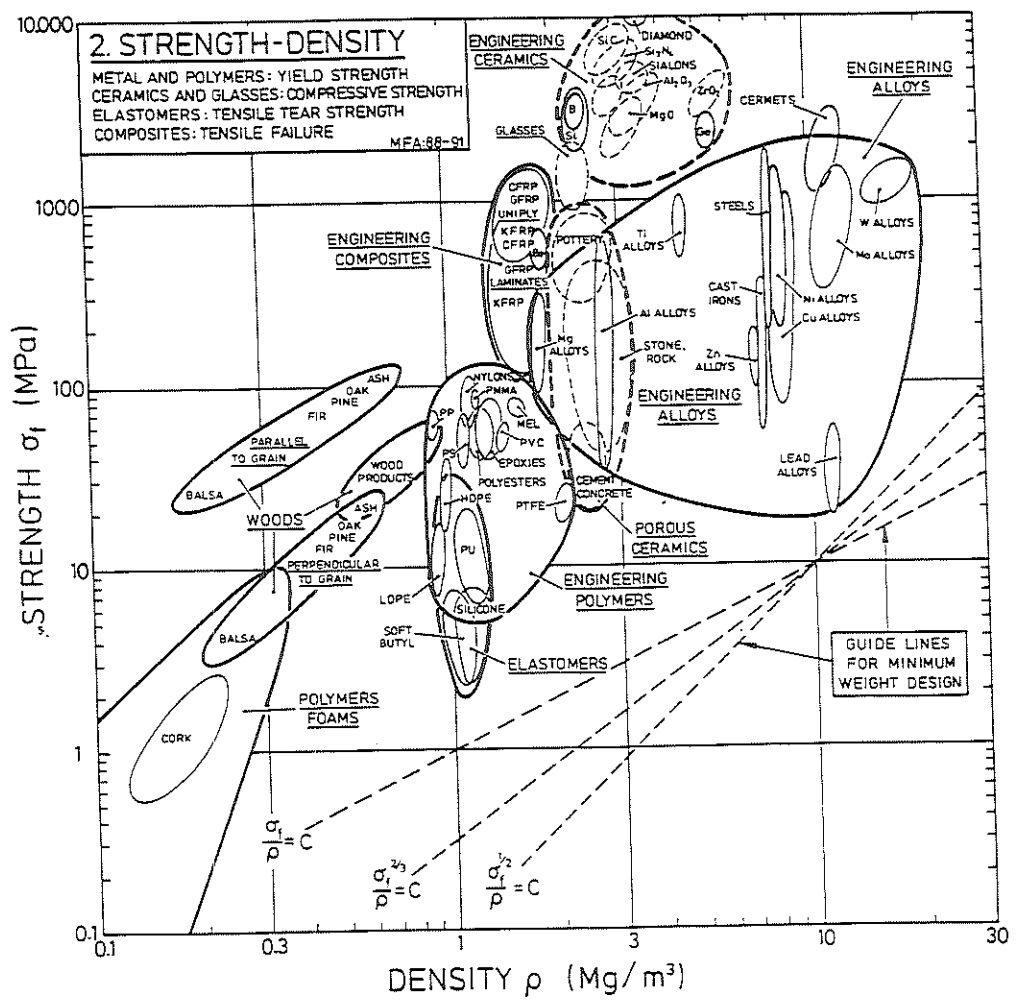 2. STRENGTH-DENSITY
METAL AND POLYMERS: YIELD STRENGTH
CERAMICS AND GLASSES: COMPRESSIVE STRENGTH
ELASTOMERS: TENSILE TEAR STRENGTH
COMPOSITES: TENSILE FAILURE
MFA:88-91
ENGINEERING
CERAMICS
SiC
DIAMOND
Si₃N₄
SIALONS
Al₂O₃
ZrO₂
MgO
B
Si
Ge
GLASSES
CERMETS
ENGINEERING
ALLOYS
CFRP
GFRP
UNIPLY
KFRP
CFRP
Be
GFRP
LAMINATES
KFRP
ENGINEERING
COMPOSITES
POTTERY
Ti
ALLOYS
STEELS
W ALLOYS
Mo ALLOYS
CAST
IRONS
Ni ALLOYS
Cu ALLOYS
Al ALLOYS
Mg
ALLOYS
STONE,
ROCK
Zn
ALLOYS
ENGINEERING
ALLOYS
LEAD
ALLOYS
ASH
OAK
PINE
FIR
PARALLEL
TO GRAIN
BALSA
WOODS
WOOD
PRODUCTS
ASH
OAK
PINE
FIR
PERPENDICULAR
TO GRAIN
BALSA
NYLONS
PMMA
PP
MEL
PVC
PS
EPOXIES
POLYESTERS
HDPE
PTFE
CEMENT
CONCRETE
POROUS
CERAMICS
PU
LDPE
ENGINEERING
POLYMERS
SILICONE
SOFT
BUTYL
ELASTOMERS
CORK
POLYMERS
FOAMS
GUIDE LINES
FOR MINIMUM
WEIGHT DESIGN
σf/ρ = C
σf^2/3/ρ = C
σf^1/2/ρ = C
10.000
1000
100
10
1
0.1
STRENGTH σf (MPa)
0.1 0.3 1 3 10 30
DENSITY ρ (Mg/m³)